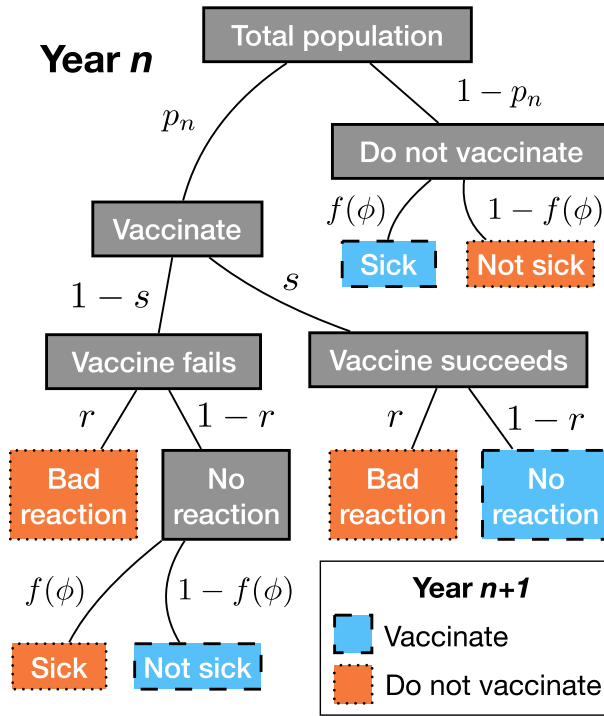 Total population
Year n
p_n
1 − p_n
Do not vaccinate
f(ϕ)
1 − f(ϕ)
Vaccinate
Sick
Not sick
1 − s
s
Vaccine fails
Vaccine succeeds
r
1 − r
r
1 − r
Bad
reaction
No
reaction
Bad
reaction
No
reaction
f(ϕ)
1 − f(ϕ)
Sick
Not sick
Year n+1
Vaccinate
Do not vaccinate